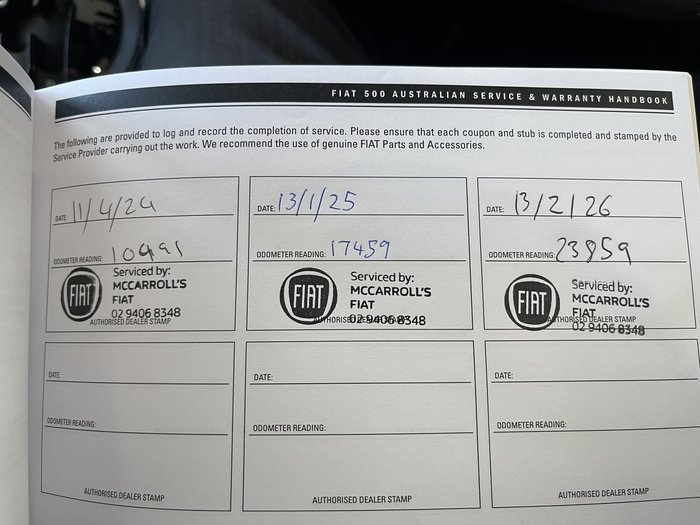 FIAT 500 AUSTRALIAN SERVICE & WARRANTY HANDBOOK
The following are provided to log and record the completion of service. Please ensure that each coupon and stub is completed and stamped by the
Service Provider carrying out the work. We recommend the use of genuine FIAT Parts and Accessories.
DATE: 11/4/24
ODOMETER READING:
FIAT
Serviced by:
MCCARROLL'S
FIAT
02 9406 8348
AUTHORISED DEALER STAMP
DATE: 13/1/25
ODOMETER READING: 17459
FIAT
Serviced by:
MCCARROLL'S
FIAT
02 9406 8348
AUTHORISED DEALER STAMP
DATE: 13/2/26
ODOMETER READING: 23959
FIAT
Serviced by:
MCCARROLL'S
FIAT
02 9406 8348
AUTHORISED DEALER STAMP
DATE:
ODOMETER READING:
AUTHORISED DEALER STAMP
DATE:
ODOMETER READING:
AUTHORISED DEALER STAMP
DATE:
ODOMETER READING:
AUTHORISED DEALER STAMP